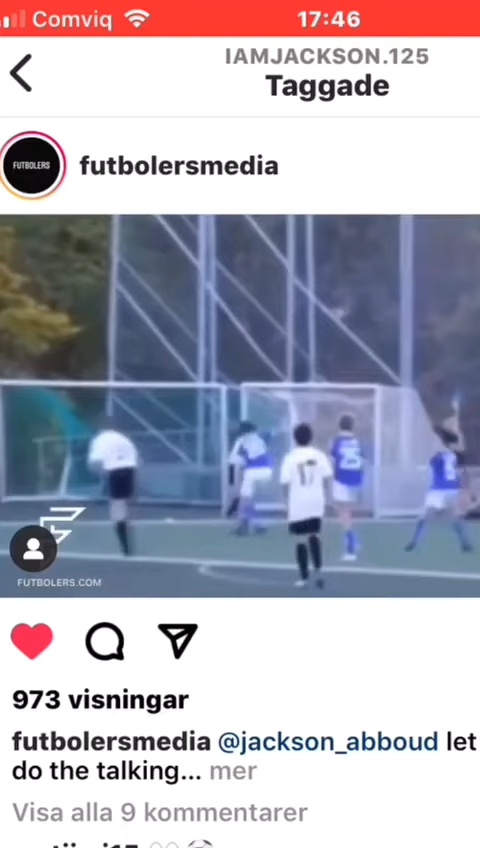 Comviq 17:46
IAMJACKSON.125
Taggade
FUTBOLERS
futbolersmedia
17
25
FUTBOLERS.COM
973 visningar
futbolersmedia @jackson_abboud let
do the talking... mer
Visa alla 9 kommentarer